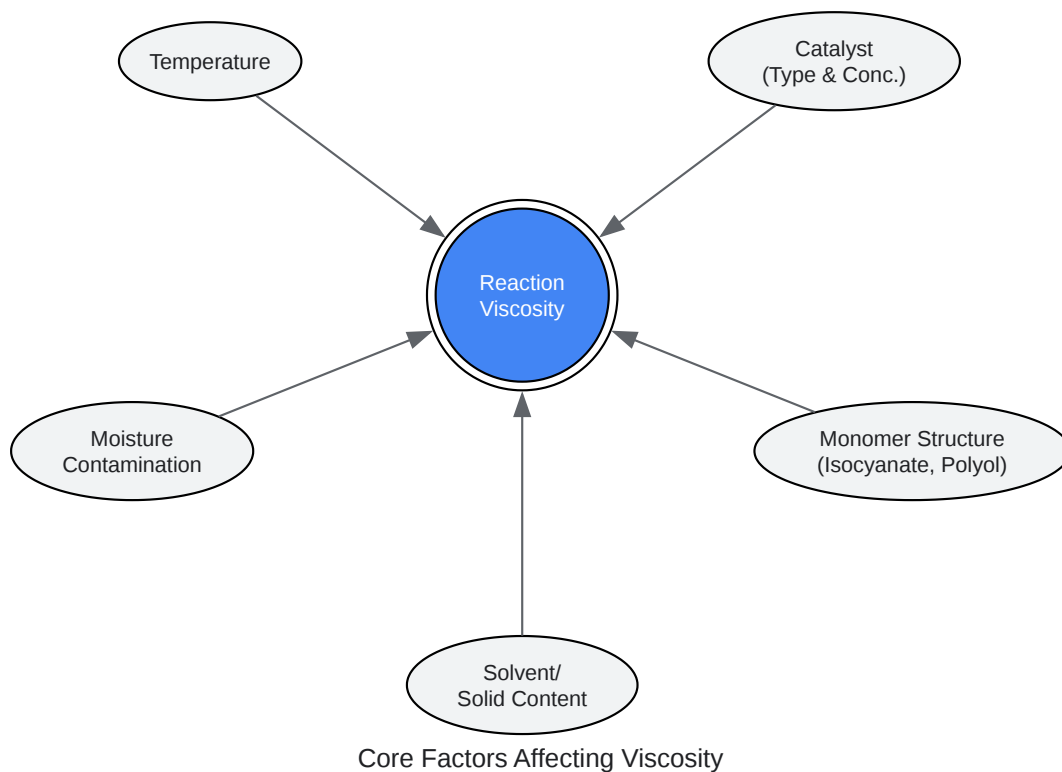 Temperature
Catalyst
(Type & Conc.)
Reaction
Viscosity
Moisture
Contamination
Monomer Structure
(Isocyanate, Polyol)
Solvent/
Solid Content
Core Factors Affecting Viscosity